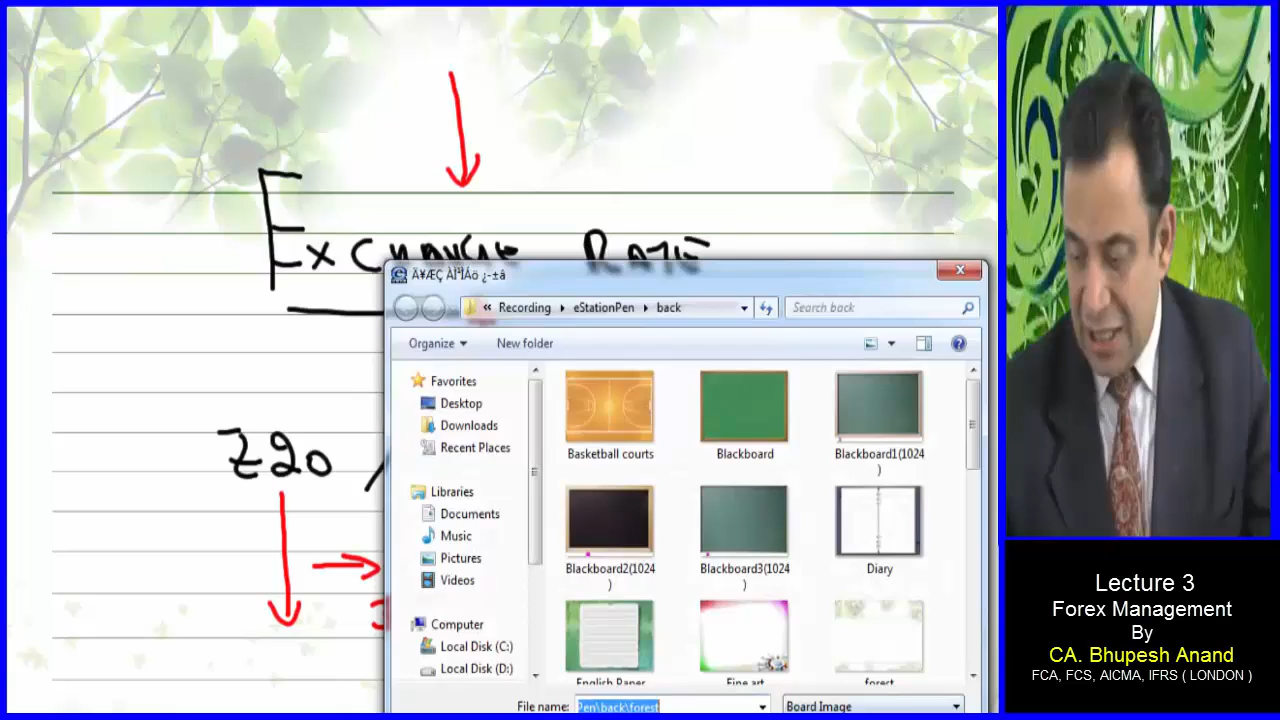 EXCHANGE RATE
Z20 /
Ä¥ÆÇ ÀÌ¹ÌÁö ¿­±â
« Recording ▸ eStationPen ▸ back
Search back
Organize
New folder
Favorites
Desktop
Downloads
Recent Places
Libraries
Documents
Music
Pictures
Videos
Computer
Local Disk (C:)
Local Disk (D:)
Basketball courts
Blackboard
Blackboard1(1024
)
Blackboard2(1024
)
Blackboard3(1024
)
Diary
English Paper
Fine art
forest
File name:
Pen\back\forest
Board Image
Lecture 3
Forex Management
By
CA. Bhupesh Anand
FCA, FCS, AICMA, IFRS ( LONDON )